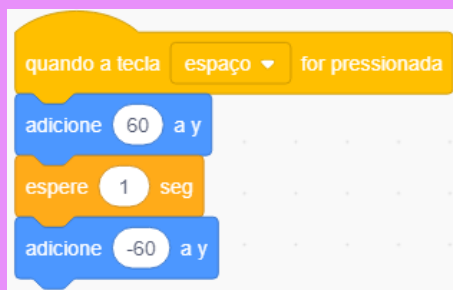 quando a tecla espaço for pressionada
adicione 60 a y
espere 1 seg
adicione -60 a y